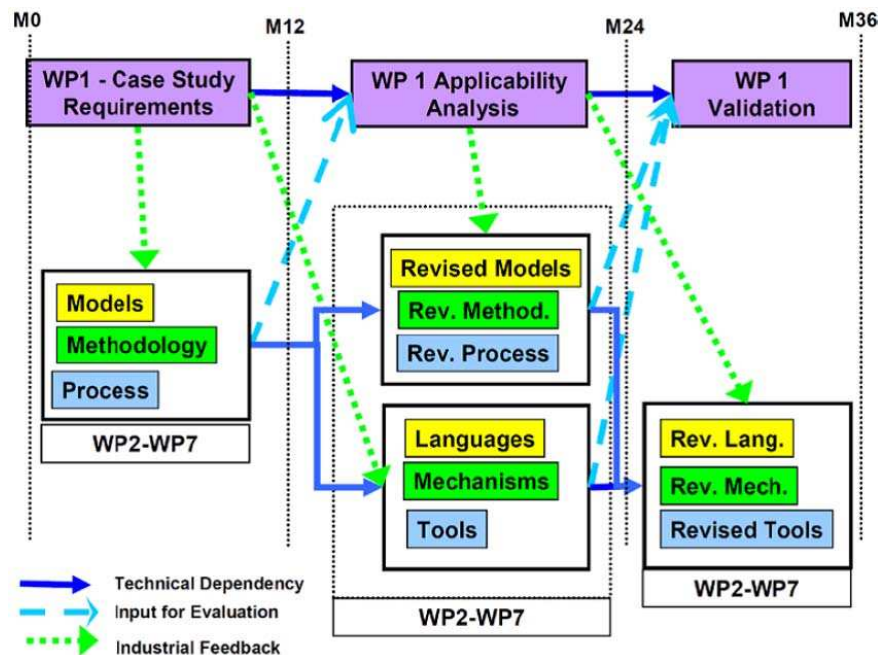 M0
M12
M24
M36
WP1 - Case Study
Requirements
WP 1 Applicability
Analysis
WP 1
Validation
Models
Methodology
Process
WP2-WP7
Revised Models
Rev. Method.
Rev. Process
Languages
Mechanisms
Tools
WP2-WP7
Rev. Lang.
Rev. Mech.
Revised Tools
WP2-WP7
Technical Dependency
Input for Evaluation
Industrial Feedback